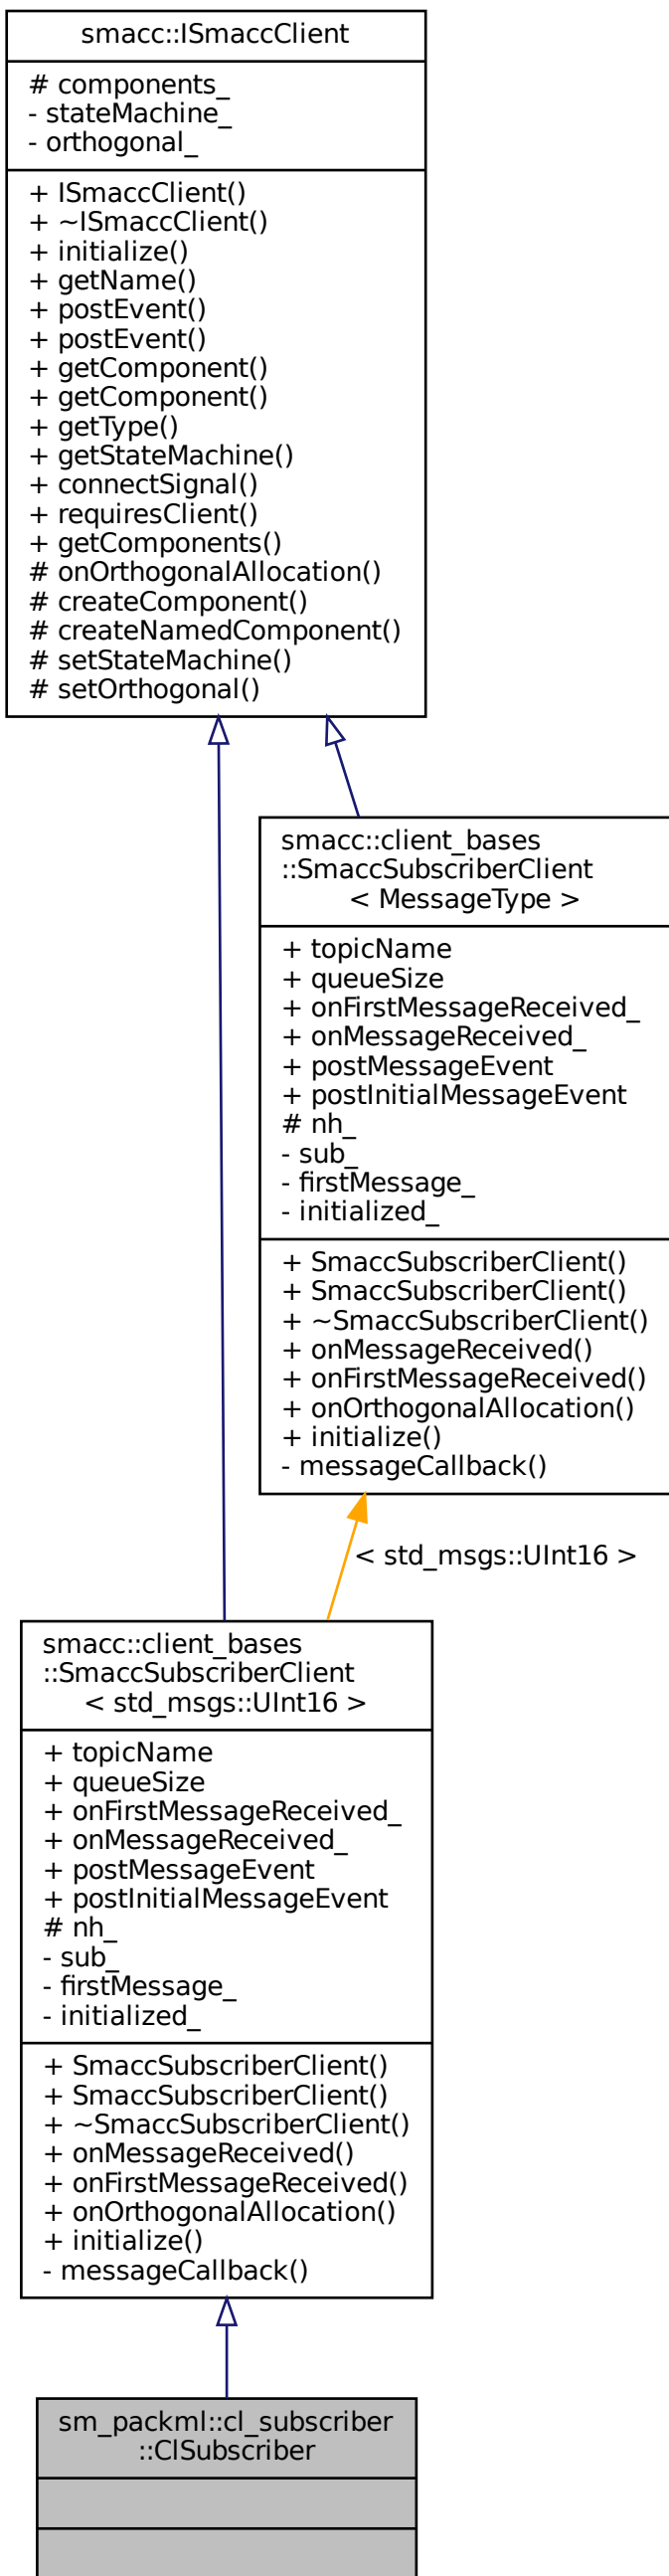 smacc::ISmaccClient
# components_
- stateMachine_
- orthogonal_
+ ISmaccClient()
+ ~ISmaccClient()
+ initialize()
+ getName()
+ postEvent()
+ postEvent()
+ getComponent()
+ getComponent()
+ getType()
+ getStateMachine()
+ connectSignal()
+ requiresClient()
+ getComponents()
# onOrthogonalAllocation()
# createComponent()
# createNamedComponent()
# setStateMachine()
# setOrthogonal()
smacc::client_bases
::SmaccSubscriberClient
< MessageType >
+ topicName
+ queueSize
+ onFirstMessageReceived_
+ onMessageReceived_
+ postMessageEvent
+ postInitialMessageEvent
# nh_
- sub_
- firstMessage_
- initialized_
+ SmaccSubscriberClient()
+ SmaccSubscriberClient()
+ ~SmaccSubscriberClient()
+ onMessageReceived()
+ onFirstMessageReceived()
+ onOrthogonalAllocation()
+ initialize()
- messageCallback()
< std_msgs::UInt16 >
smacc::client_bases
::SmaccSubscriberClient
< std_msgs::UInt16 >
+ topicName
+ queueSize
+ onFirstMessageReceived_
+ onMessageReceived_
+ postMessageEvent
+ postInitialMessageEvent
# nh_
- sub_
- firstMessage_
- initialized_
+ SmaccSubscriberClient()
+ SmaccSubscriberClient()
+ ~SmaccSubscriberClient()
+ onMessageReceived()
+ onFirstMessageReceived()
+ onOrthogonalAllocation()
+ initialize()
- messageCallback()
sm_packml::cl_subscriber
::ClSubscriber